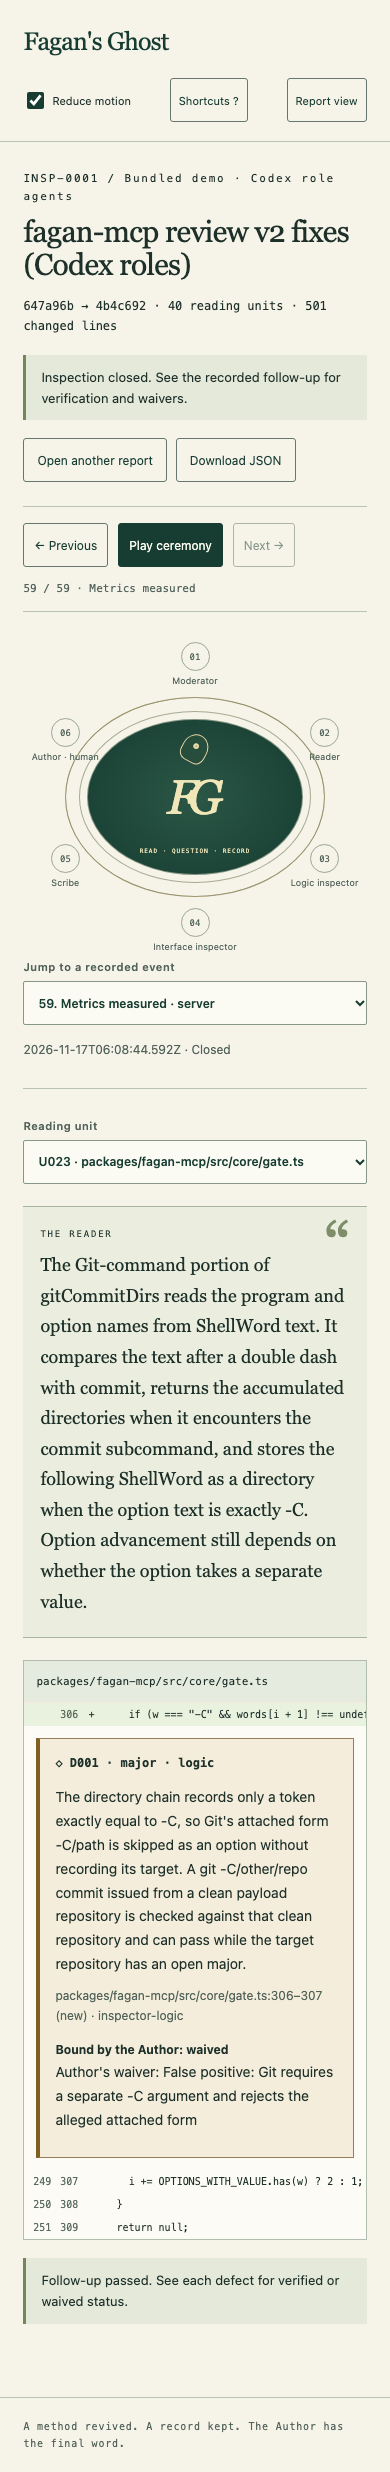 Fagan's Ghost
Reduce motion
Shortcuts ?
Report view
INSP-0001 / Bundled demo · Codex role
agents
fagan-mcp review v2 fixes
(Codex roles)
647a96b → 4b4c692 · 40 reading units · 501
changed lines
Inspection closed. See the recorded follow-up for
verification and waivers.
Open another report
Download JSON
← Previous
Play ceremony
Next →
59 / 59 · Metrics measured
01
Moderator
06
Author · human
02
Reader
FG
READ · QUESTION · RECORD
05
Scribe
03
Logic inspector
04
Interface inspector
Jump to a recorded event
59. Metrics measured · server
2026-11-17T06:08:44.592Z · Closed
Reading unit
U023 · packages/fagan-mcp/src/core/gate.ts
THE READER
“
The Git-command portion of
gitCommitDirs reads the program and
option names from ShellWord text. It
compares the text after a double dash
with commit, returns the accumulated
directories when it encounters the
commit subcommand, and stores the
following ShellWord as a directory
when the option text is exactly -C.
Option advancement still depends on
whether the option takes a separate
value.
packages/fagan-mcp/src/core/gate.ts
306 + if (w === "-C" && words[i + 1] !== undef
◇ D001 · major · logic
The directory chain records only a token
exactly equal to -C, so Git's attached form
-C/path is skipped as an option without
recording its target. A git -C/other/repo
commit issued from a clean payload
repository is checked against that clean
repository and can pass while the target
repository has an open major.
packages/fagan-mcp/src/core/gate.ts:306–307
(new) · inspector-logic
Bound by the Author: waived
Author's waiver: False positive: Git requires
a separate -C argument and rejects the
alleged attached form
249 307 i += OPTIONS_WITH_VALUE.has(w) ? 2 : 1;
250 308 }
251 309 return null;
Follow-up passed. See each defect for verified or
waived status.
A method revived. A record kept. The Author has
the final word.